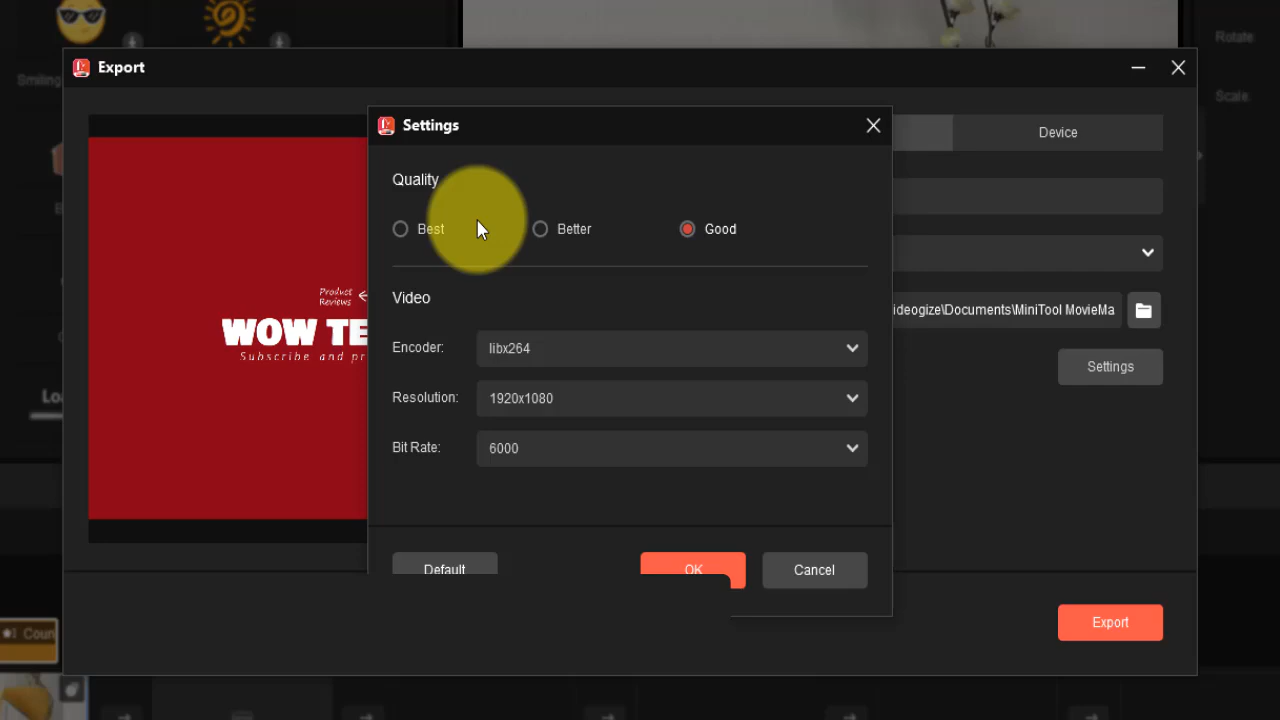 Rotate
Smiling
Export
Scale
Settings
Device
Quality
Best
Better
Good
Product
Reviews
Video
WOW TE
Subscribe and pr
ideogize\Documents\MiniTool MovieMa
Encoder:
libx264
Settings
Resolution:
1920x1080
Bit Rate:
6000
Default
OK
Cancel
Export
Coun